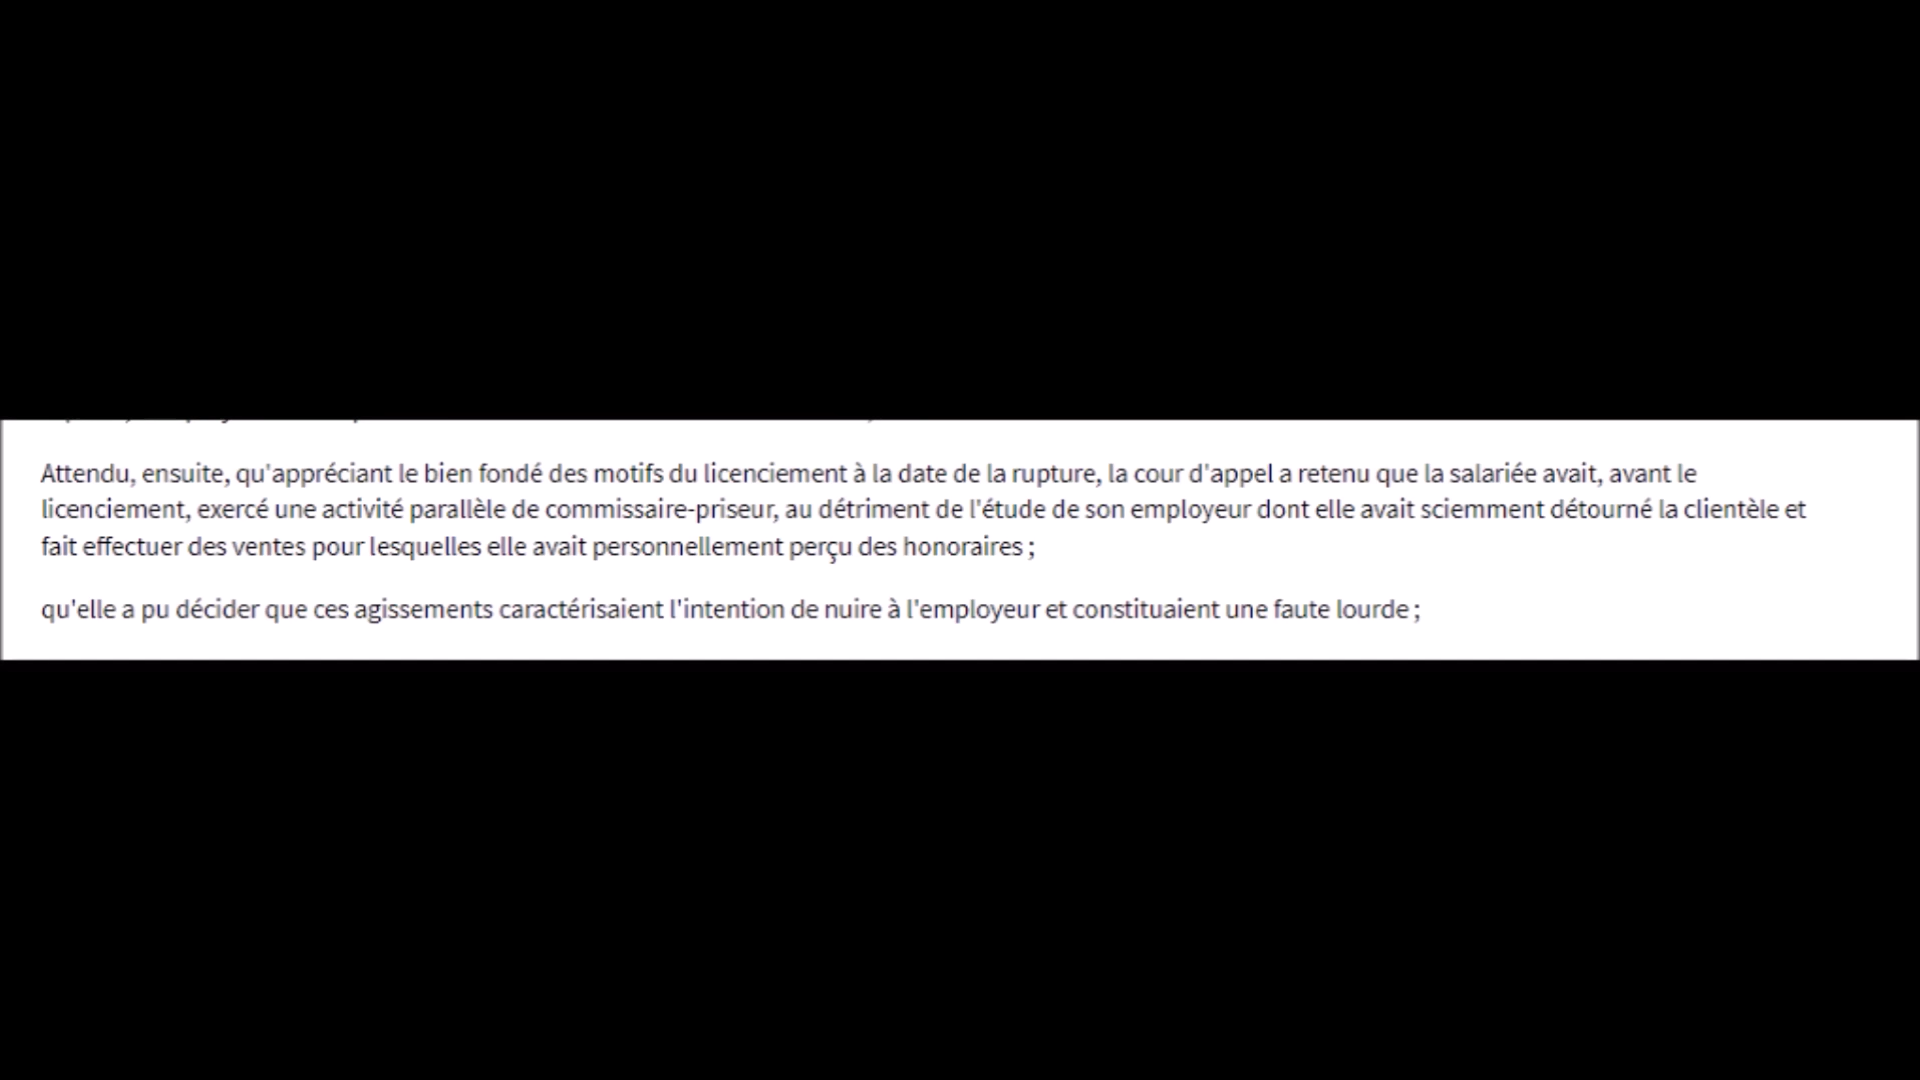 Attendu, ensuite, qu'appréciant le bien fondé des motifs du licenciement à la date de la rupture, la cour d'appel a retenu que la salariée avait, avant le
licenciement, exercé une activité parallèle de commissaire-priseur, au détriment de l'étude de son employeur dont elle avait sciemment détourné la clientèle et
fait effectuer des ventes pour lesquelles elle avait personnellement perçu des honoraires ;
qu'elle a pu décider que ces agissements caractérisaient l'intention de nuire à l'employeur et constituaient une faute lourde ;